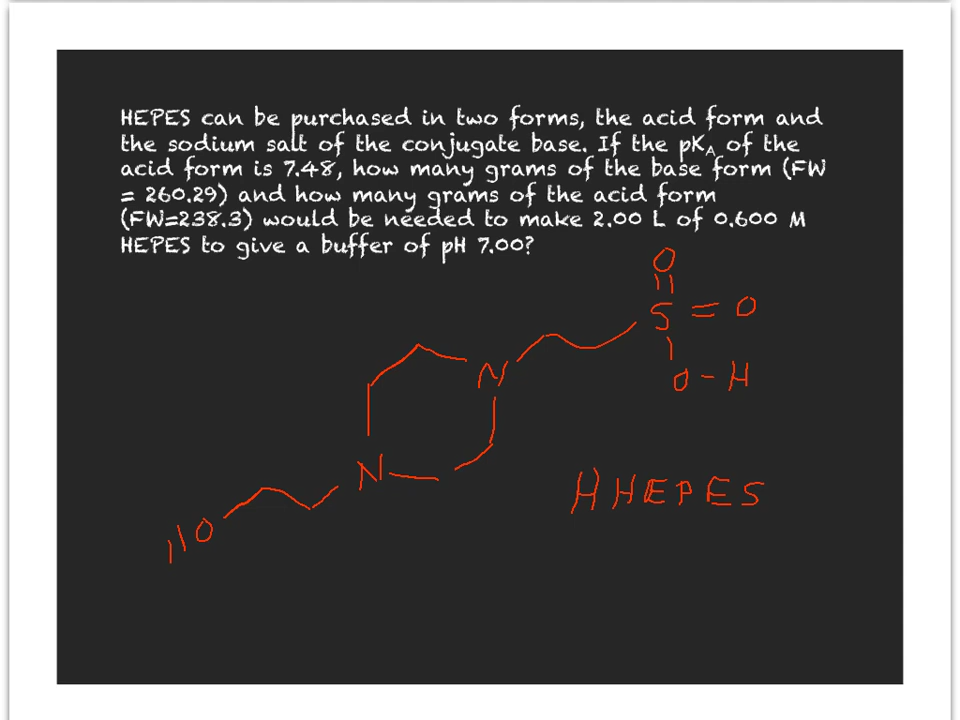 HEPES can be purchased in two forms, the acid form and
the sodium salt of the conjugate base. If the pKA of the
acid form is 7.48, how many grams of the base form (FW
= 260.29) and how many grams of the acid form
(FW=238.3) would be needed to make 2.00 L of 0.600 M
HEPES to give a buffer of pH 7.00?
O
S = O
O - H
N
N
HO
HHEPES